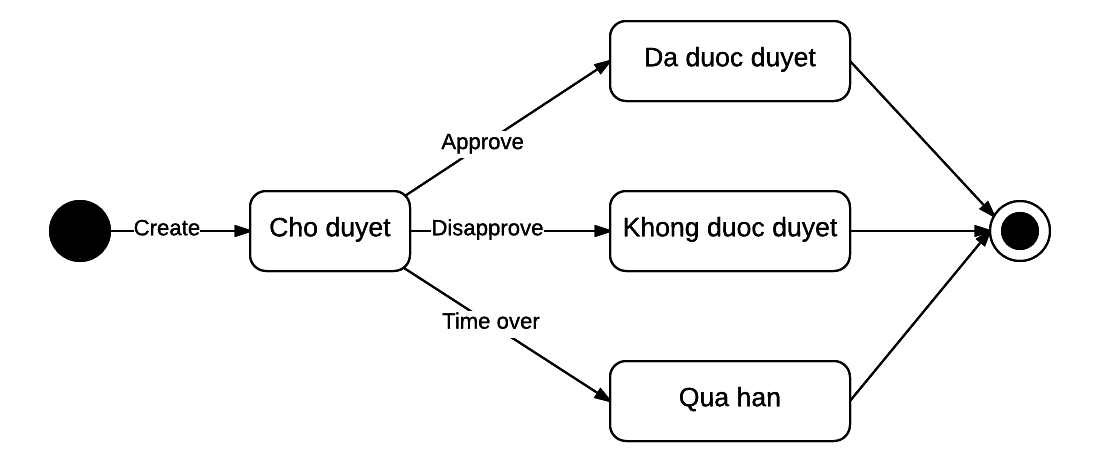 Da duoc duyet
Approve
Create
Cho duyet
Disapprove
Khong duoc duyet
Time over
Qua han